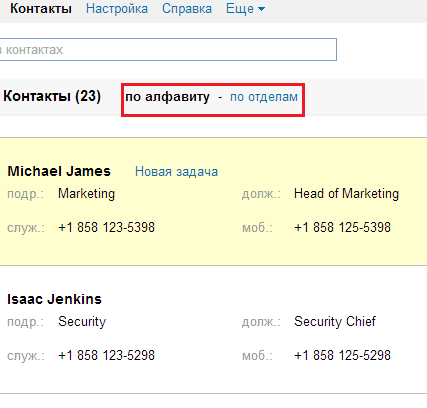 Контакты Настройка Справка Еще
в контактах
Контакты (23) по алфавиту - по отделам
Michael James Новая задача
подр.: Marketing долж.: Head of Marketing
служ.: +1 858 123-5398 моб.: +1 858 125-5398
Isaac Jenkins
подр.: Security долж.: Security Chief
служ.: +1 858 123-5298 моб.: +1 858 125-5298